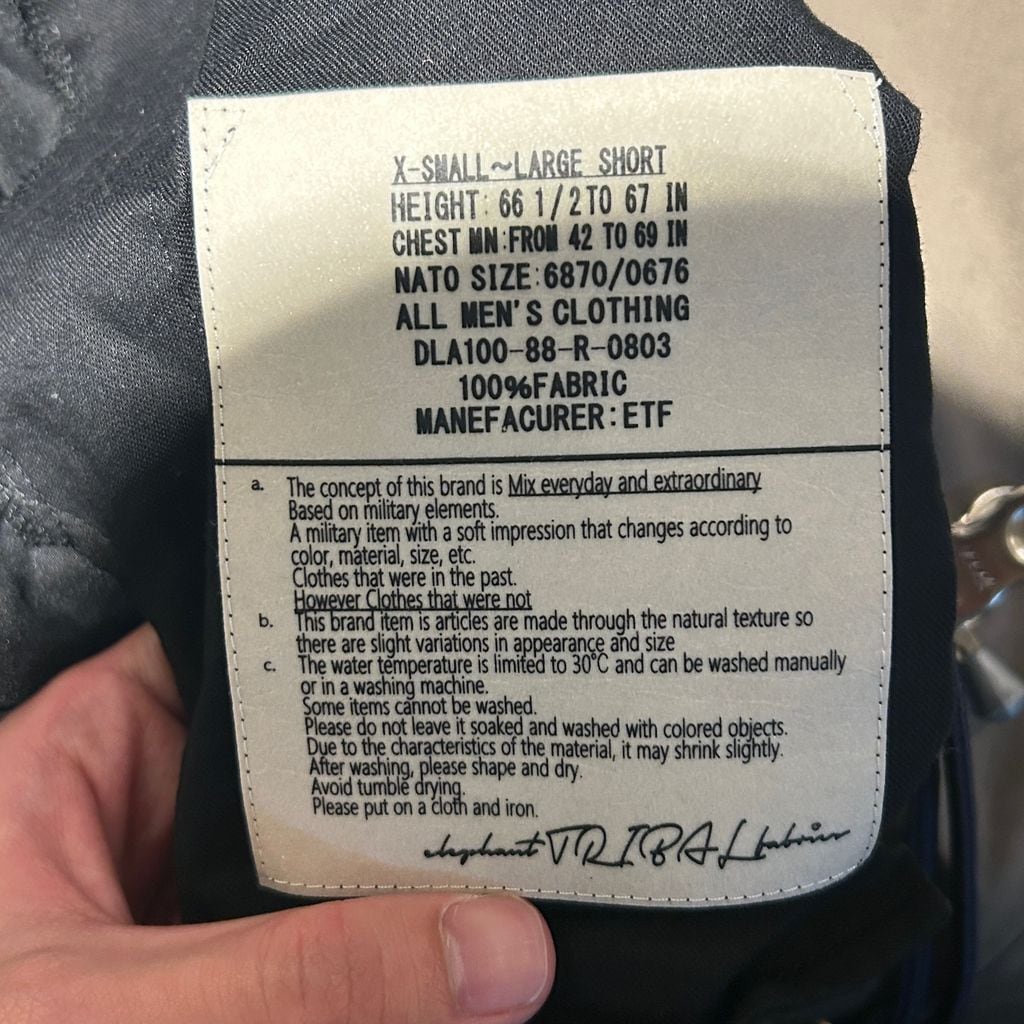 X-SMALL~LARGE SHORT
HEIGHT: 66 1/2 TO 67 IN
CHEST MN:FROM 42 TO 69 IN
NATO SIZE:6870/0676
ALL MEN'S CLOTHING
DLA100-88-R-0803
100%FABRIC
MANEFACURER:ETF
a. The concept of this brand is Mix everyday and extraordinary
Based on military elements.
A military item with a soft impression that changes according to
color, material, size, etc.
Clothes that were in the past.
However Clothes that were not
b. This brand item is articles are made through the natural texture so
there are slight variations in appearance and size
c. The water temperature is limited to 30°C and can be washed manually
or in a washing machine.
Some items cannot be washed.
Please do not leave it soaked and washed with colored objects.
Due to the characteristics of the material, it may shrink slightly.
After washing, please shape and dry.
Avoid tumble drying.
Please put on a cloth and iron.
elephant TRIBAL fabrics